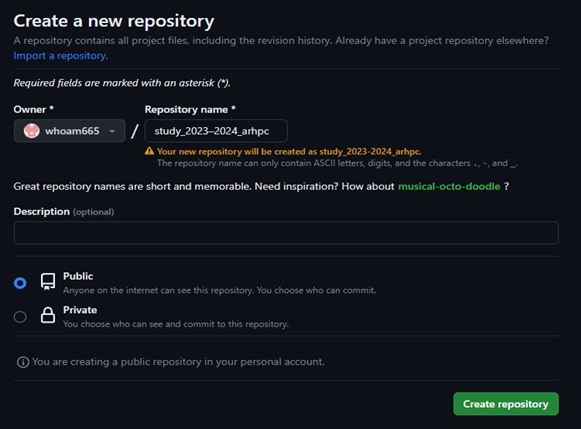 Create a new repository
A repository contains all project files, including the revision history. Already have a project repository elsewhere?
Import a repository.
Required fields are marked with an asterisk (*).
Owner *
Repository name *
whoam665
/
study_2023–2024_arhpc
Your new repository will be created as study_2023-2024_arhpc.
The repository name can only contain ASCII letters, digits, and the characters ., -, and _.
Great repository names are short and memorable. Need inspiration? How about musical-octo-doodle ?
Description (optional)
Public
Anyone on the internet can see this repository. You choose who can commit.
Private
You choose who can see and commit to this repository.
You are creating a public repository in your personal account.
Create repository